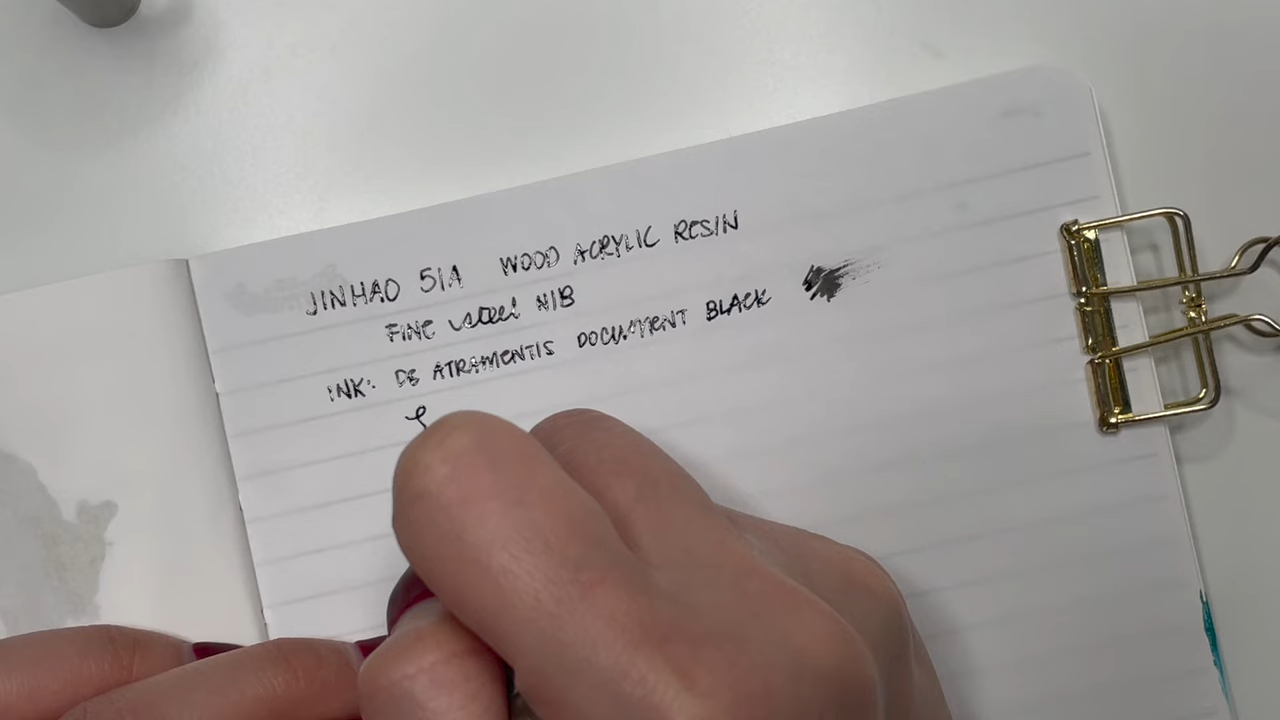 JINHAO 51A WOOD ACRYLIC RESIN
FINE steel NIB
INK: DE ATRAMENTIS DOCUMENT BLACK